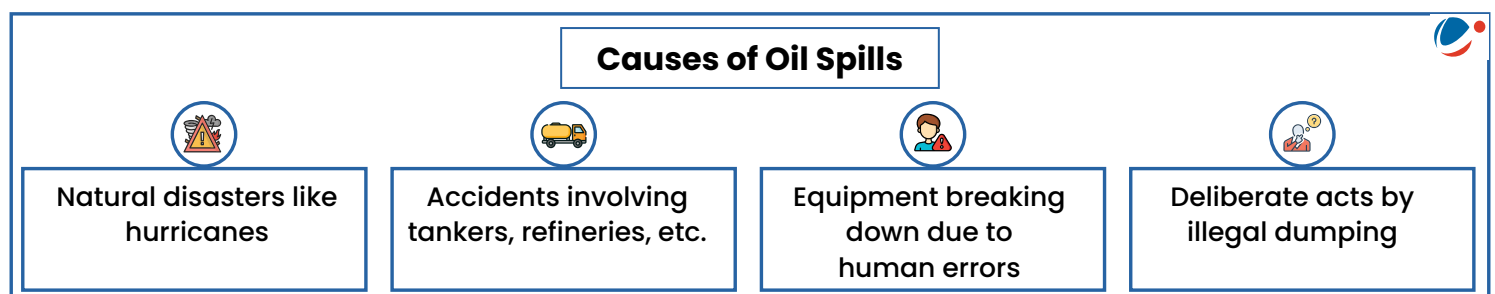 Causes of Oil Spills
Natural disasters like
hurricanes
Accidents involving
tankers, refineries, etc.
Equipment breaking
down due to
human errors
Deliberate acts by
illegal dumping